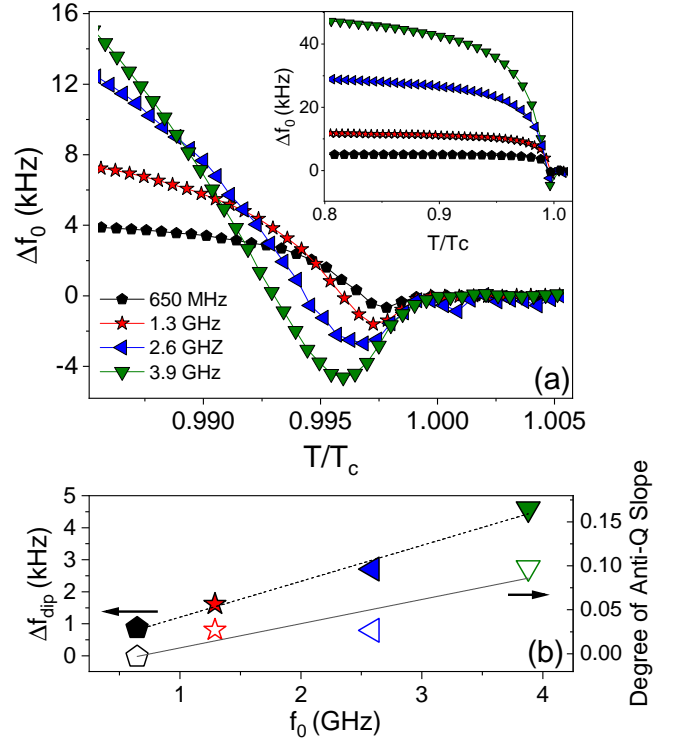 16
12
8
4
0
-4
Δf0 (kHz)
650 MHz
1.3 GHz
2.6 GHZ
3.9 GHz
(a)
0.990
0.995
1.000
1.005
T/Tc
40
20
0
Δf0 (kHz)
0.8
0.9
1.0
T/Tc
5
4
3
2
1
0
Δfdip (kHz)
0.15
0.10
0.05
0.00
Degree of Anti-Q Slope
(b)
1
2
3
4
f0 (GHz)